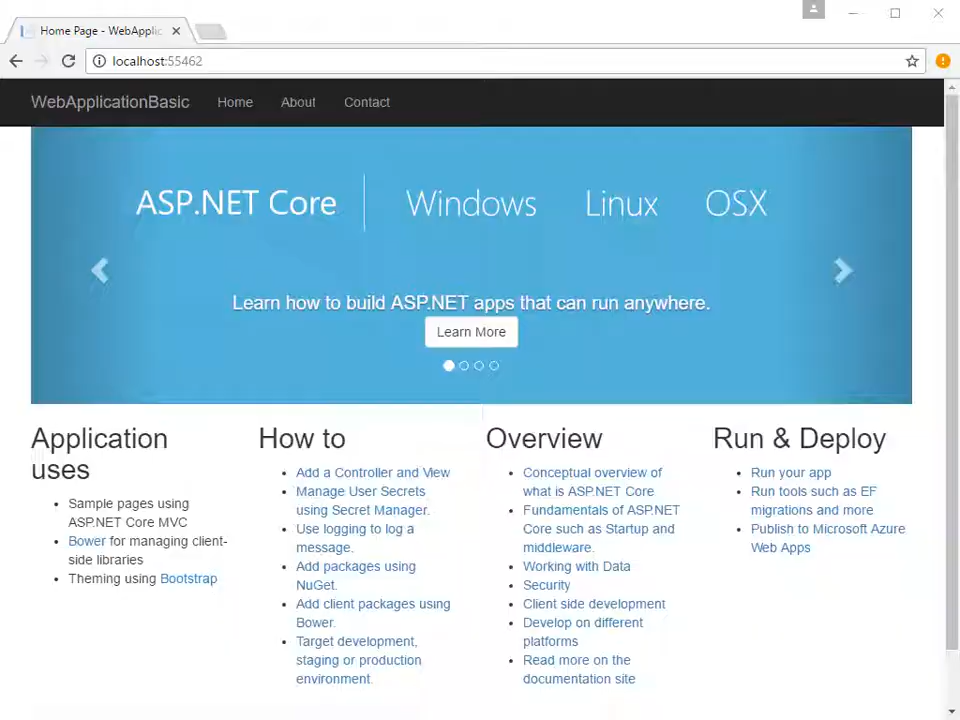 Home Page - WebApplic
localhost:55462
WebApplicationBasic Home About Contact
ASP.NET Core | Windows Linux OSX
Learn how to build ASP.NET apps that can run anywhere.
Learn More
Application
uses
Sample pages using
ASP.NET Core MVC
Bower for managing client-
side libraries
Theming using Bootstrap
How to
Add a Controller and View
Manage User Secrets
using Secret Manager.
Use logging to log a
message.
Add packages using
NuGet.
Add client packages using
Bower.
Target development,
staging or production
environment.
Overview
Conceptual overview of
what is ASP.NET Core
Fundamentals of ASP.NET
Core such as Startup and
middleware.
Working with Data
Security
Client side development
Develop on different
platforms
Read more on the
documentation site
Run & Deploy
Run your app
Run tools such as EF
migrations and more
Publish to Microsoft Azure
Web Apps